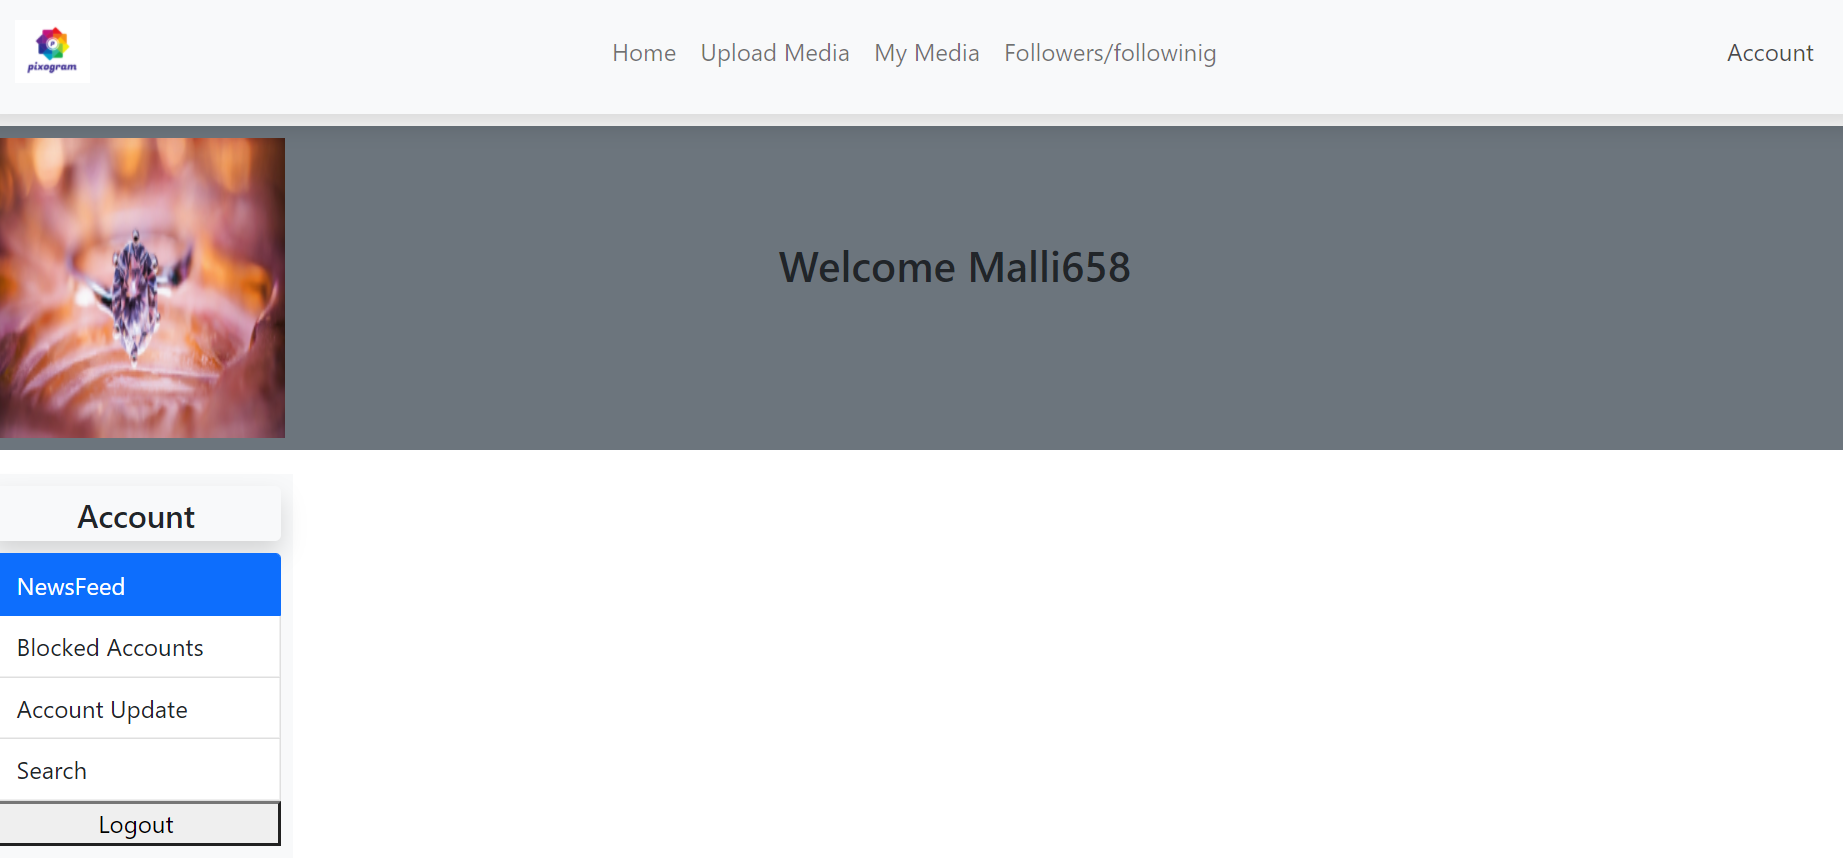 pixogram
Home Upload Media My Media Followers/followinig Account
Welcome Malli658
Account
NewsFeed
Blocked Accounts
Account Update
Search
Logout